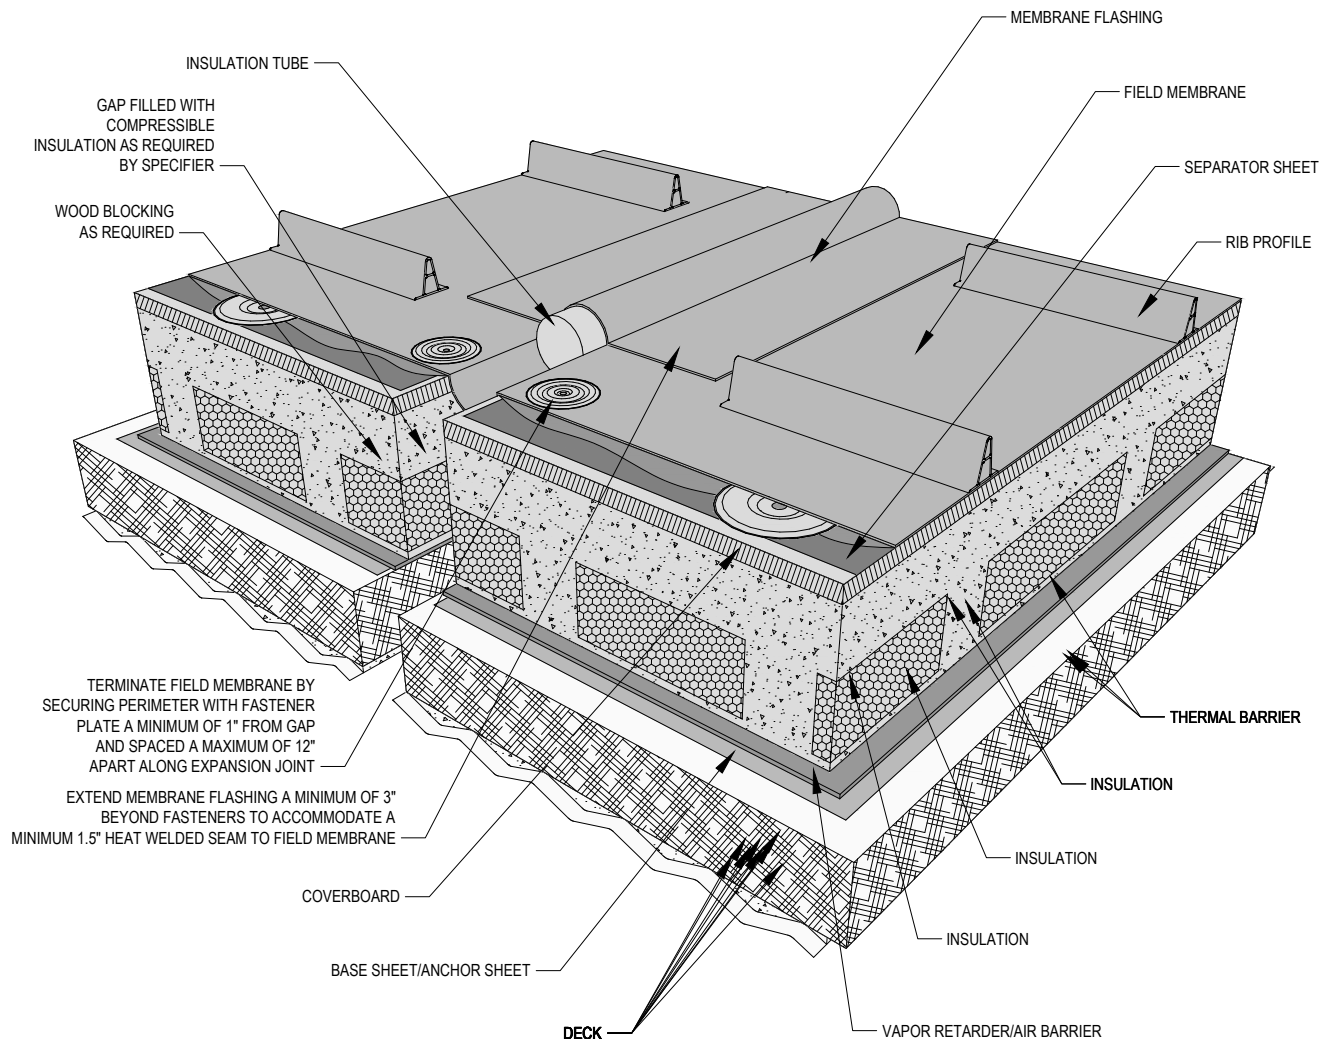 MEMBRANE FLASHING
INSULATION TUBE
FIELD MEMBRANE
GAP FILLED WITH
COMPRESSIBLE
INSULATION AS REQUIRED
BY SPECIFIER
SEPARATOR SHEET
WOOD BLOCKING
AS REQUIRED
RIB PROFILE
TERMINATE FIELD MEMBRANE BY
SECURING PERIMETER WITH FASTENER
PLATE A MINIMUM OF 1" FROM GAP
AND SPACED A MAXIMUM OF 12"
APART ALONG EXPANSION JOINT
THERMAL BARRIER
INSULATION
EXTEND MEMBRANE FLASHING A MINIMUM OF 3"
BEYOND FASTENERS TO ACCOMMODATE A
MINIMUM 1.5" HEAT WELDED SEAM TO FIELD MEMBRANE
INSULATION
COVERBOARD
INSULATION
BASE SHEET/ANCHOR SHEET
DECK
VAPOR RETARDER/AIR BARRIER